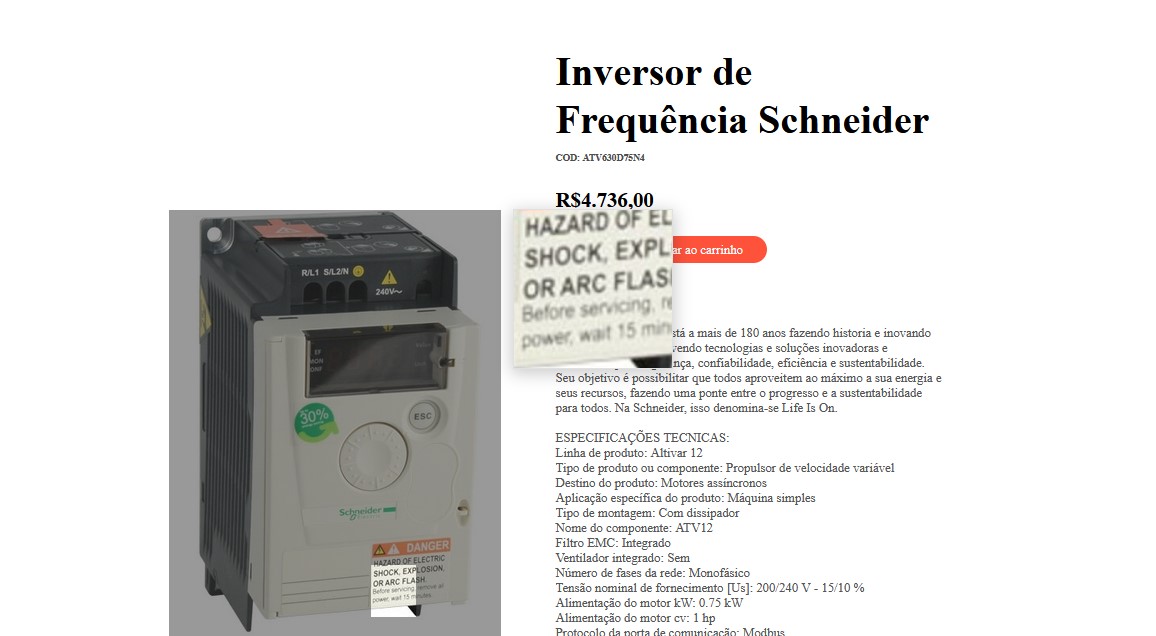 Inversor de
Frequência Schneider
COD: ATV630D75N4
R$4.736,00
ar ao carrinho
HAZARD OF EL
SHOCK, EXPL
OR ARC FLAS
Before servicing, re
power, wait 15 min
R/L1 S/L2/N
240V~
30%
ESC
Schneider
Electric
DANGER
HAZARD OF ELECTRIC
SHOCK, EXPLOSION,
OR ARC FLASH.
Before servicing, remove all
power, wait 15 minutes.
stá a mais de 180 anos fazendo historia e inovando
vendo tecnologias e soluções inovadoras e
nça, confiabilidade, eficiência e sustentabilidade.
Seu objetivo é possibilitar que todos aproveitem ao máximo a sua energia e
seus recursos, fazendo uma ponte entre o progresso e a sustentabilidade
para todos. Na Schneider, isso denomina-se Life Is On.
ESPECIFICAÇÕES TECNICAS:
Linha de produto: Altivar 12
Tipo de produto ou componente: Propulsor de velocidade variável
Destino do produto: Motores assíncronos
Aplicação específica do produto: Máquina simples
Tipo de montagem: Com dissipador
Nome do componente: ATV12
Filtro EMC: Integrado
Ventilador integrado: Sem
Número de fases da rede: Monofásico
Tensão nominal de fornecimento [Us]: 200/240 V - 15/10 %
Alimentação do motor kW: 0.75 kW
Alimentação do motor cv: 1 hp
Protocolo da porta de comunicação: Modbus